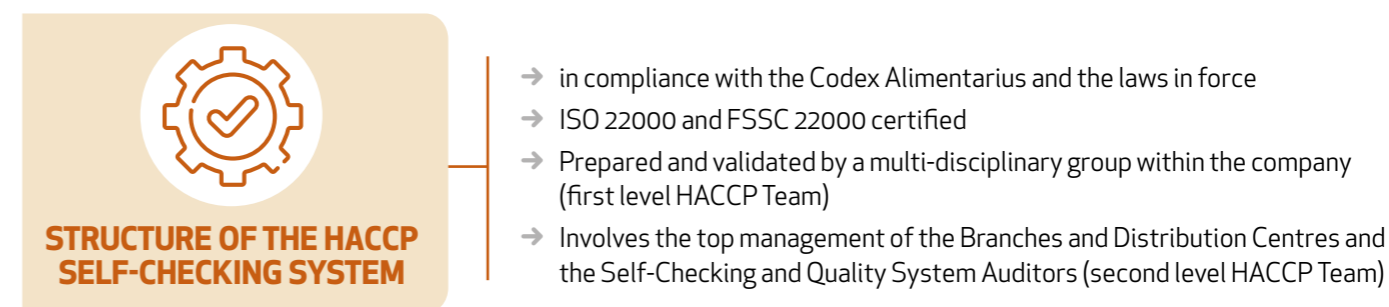 STRUCTURE OF THE HACCP
SELF-CHECKING SYSTEM
→ in compliance with the Codex Alimentarius and the laws in force
→ ISO 22000 and FSSC 22000 certified
→ Prepared and validated by a multi-disciplinary group within the company
(first level HACCP Team)
→ Involves the top management of the Branches and Distribution Centres and
the Self-Checking and Quality System Auditors (second level HACCP Team)